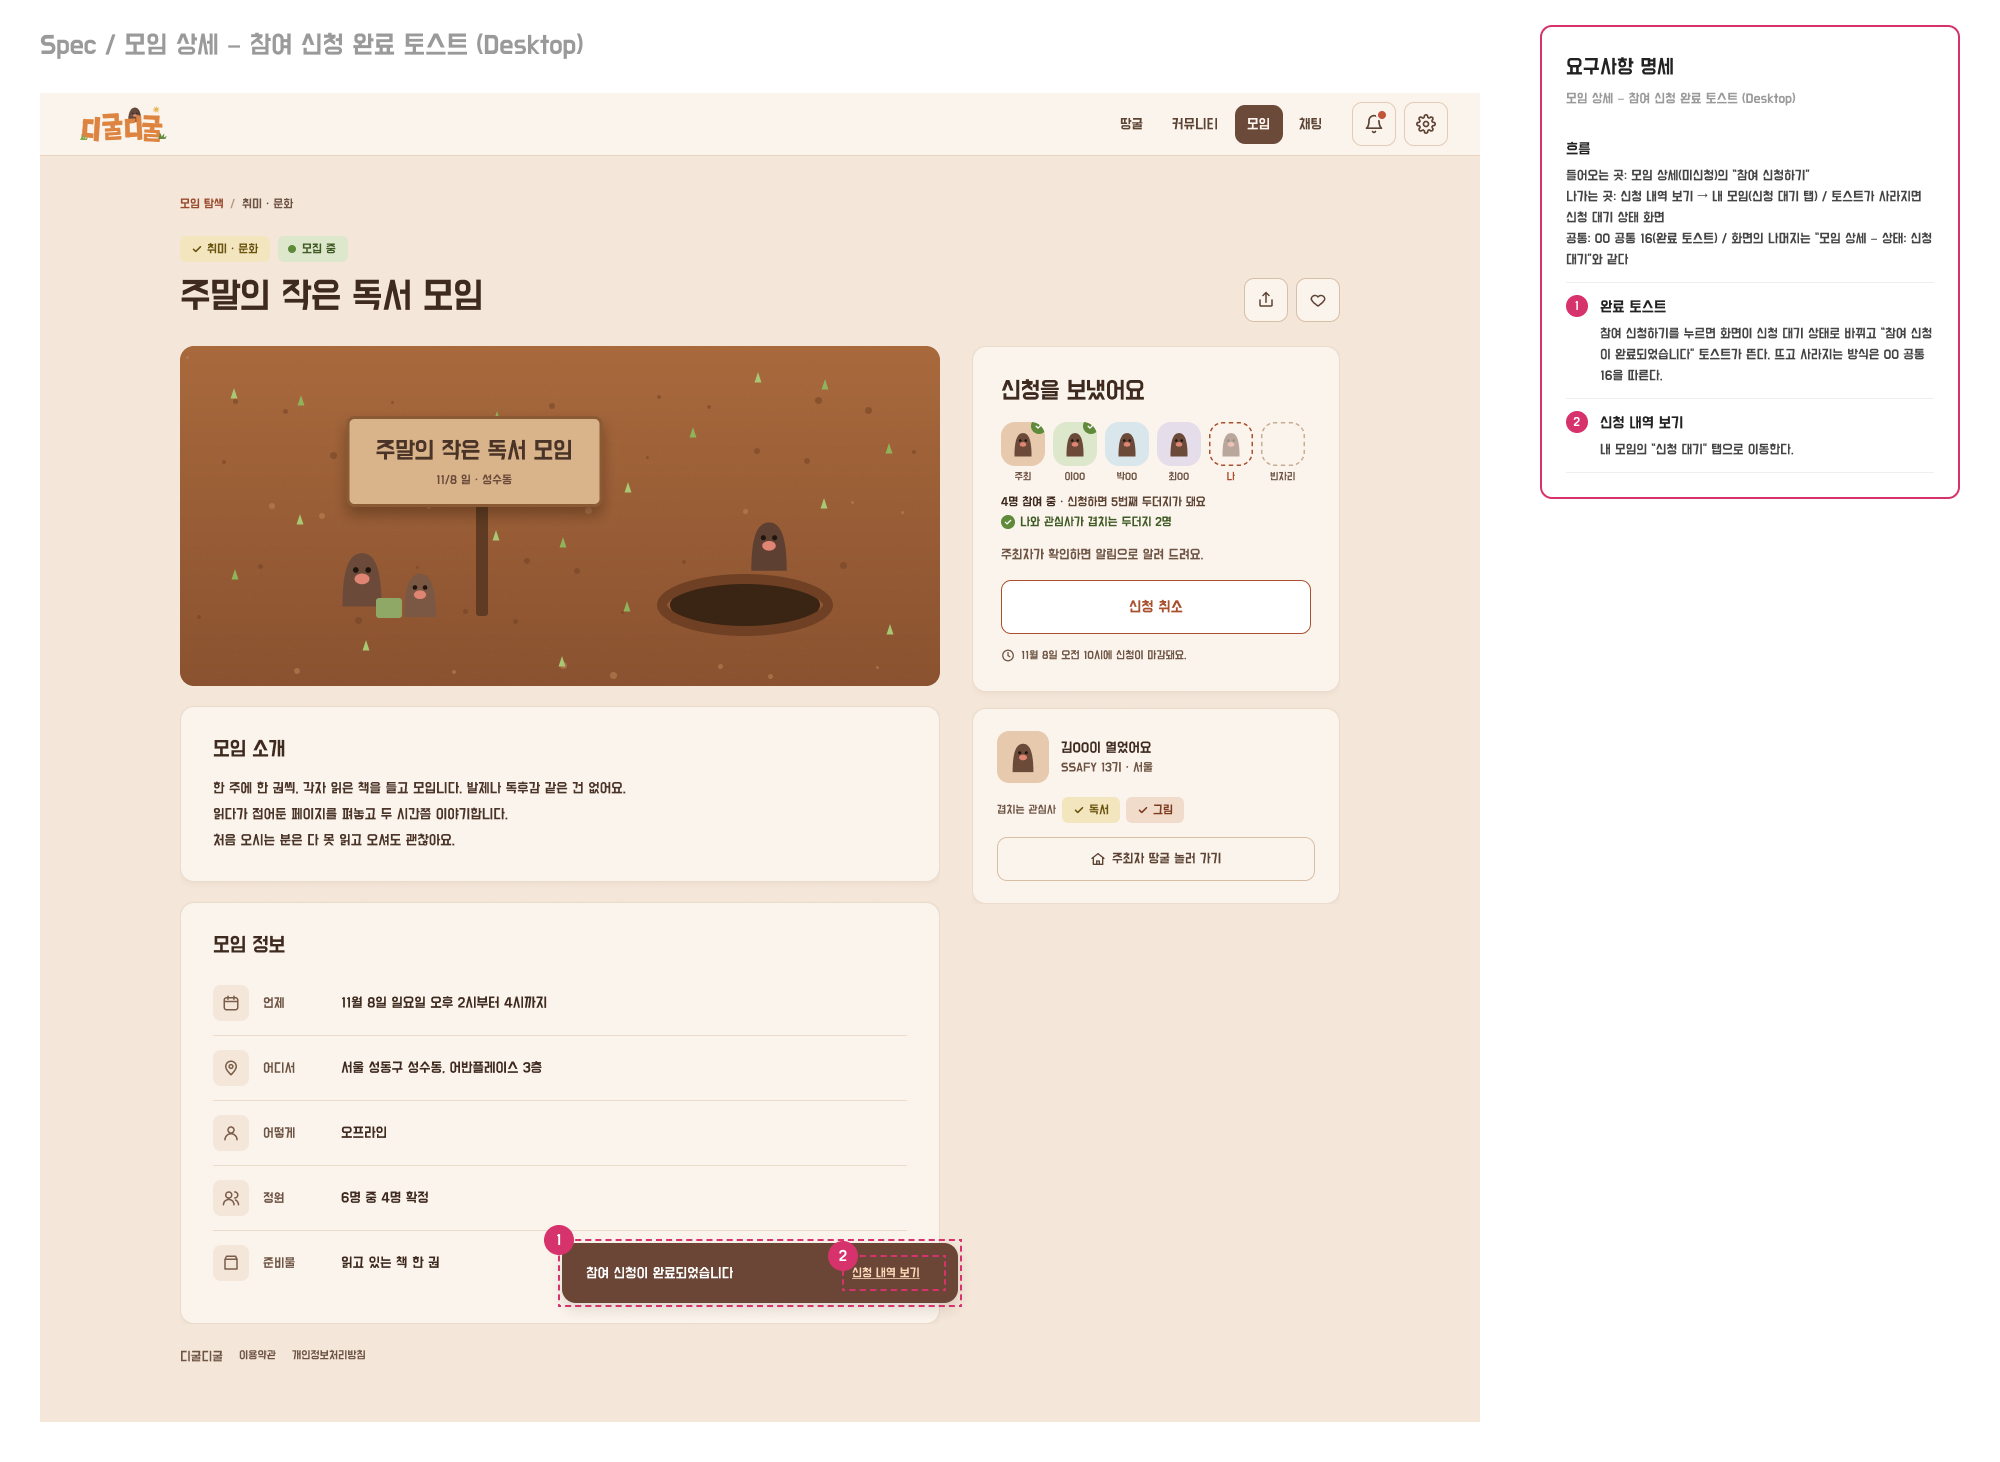 Spec / 모임 상세 – 참여 신청 완료 토스트 (Desktop)
디굴디굴
땅굴
커뮤니티
모임
채팅
모임 탐색 / 취미 · 문화
취미 · 문화
모집 중
주말의 작은 독서 모임
주말의 작은 독서 모임
11/8 일 · 성수동
신청을 보냈어요
주최
이OO
박OO
최OO
나
빈자리
4명 참여 중 · 신청하면 5번째 두더지가 돼요
나와 관심사가 겹치는 두더지 2명
주최자가 확인하면 알림으로 알려 드려요.
신청 취소
11월 8일 오전 10시에 신청이 마감돼요.
김OO이 열었어요
SSAFY 13기 · 서울
겹치는 관심사
독서
그림
주최자 땅굴 놀러 가기
모임 소개
한 주에 한 권씩, 각자 읽은 책을 들고 모입니다. 발제나 독후감 같은 건 없어요.
읽다가 접어둔 페이지를 펴놓고 두 시간쯤 이야기합니다.
처음 오시는 분은 다 못 읽고 오셔도 괜찮아요.
모임 정보
언제
11월 8일 일요일 오후 2시부터 4시까지
어디서
서울 성동구 성수동, 어반플레이스 3층
어떻게
오프라인
정원
6명 중 4명 확정
준비물
읽고 있는 책 한 권
1
참여 신청이 완료되었습니다
2
신청 내역 보기
디굴디굴
이용약관
개인정보처리방침
요구사항 명세
모임 상세 – 참여 신청 완료 토스트 (Desktop)
흐름
들어오는 곳: 모임 상세(미신청)의 "참여 신청하기"
나가는 곳: 신청 내역 보기 → 내 모임(신청 대기 탭) / 토스트가 사라지면
신청 대기 상태 화면
공통: 00 공통 16(완료 토스트) / 화면의 나머지는 "모임 상세 – 상태: 신청
대기"와 같다
1
완료 토스트
참여 신청하기를 누르면 화면이 신청 대기 상태로 바뀌고 "참여 신청
이 완료되었습니다" 토스트가 뜬다. 뜨고 사라지는 방식은 00 공통
16을 따른다.
2
신청 내역 보기
내 모임의 "신청 대기" 탭으로 이동한다.